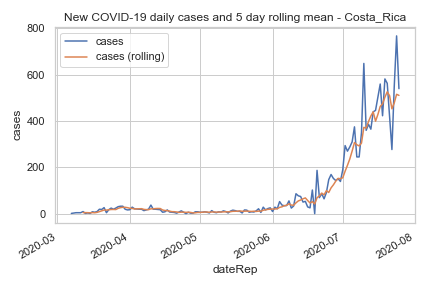 New COVID-19 daily cases and 5 day rolling mean - Costa_Rica
cases
cases (rolling)
800
600
400
200
0
cases
2020-03
2020-04
2020-05
2020-06
2020-07
2020-08
dateRep